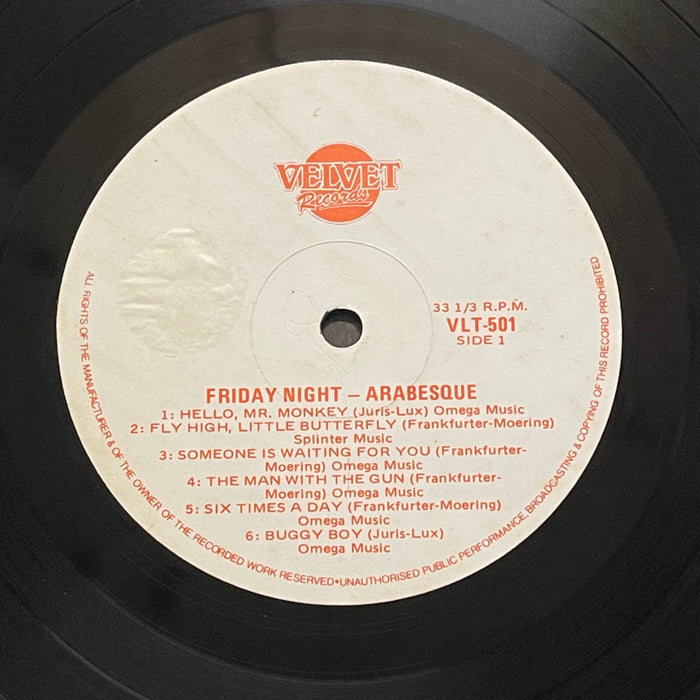 VELVET
Records
33 1/3 R.P.M.
VLT-501
SIDE 1
FRIDAY NIGHT – ARABESQUE
1: HELLO, MR. MONKEY (Juris-Lux) Omega Music
2: FLY HIGH, LITTLE BUTTERFLY (Frankfurter-Moering)
Splinter Music
3: SOMEONE IS WAITING FOR YOU (Frankfurter-
Moering) Omega Music
4: THE MAN WITH THE GUN (Frankfurter-
Moering) Omega Music
5: SIX TIMES A DAY (Frankfurter-Moering)
Omega Music
6: BUGGY BOY (Juris-Lux)
Omega Music
ALL RIGHTS OF THE MANUFACTURER & OF THE OWNER OF THE RECORDED WORK RESERVED•UNAUTHORISED PUBLIC PERFORMANCE, BROADCASTING & COPYING OF THIS RECORD PROHIBITED